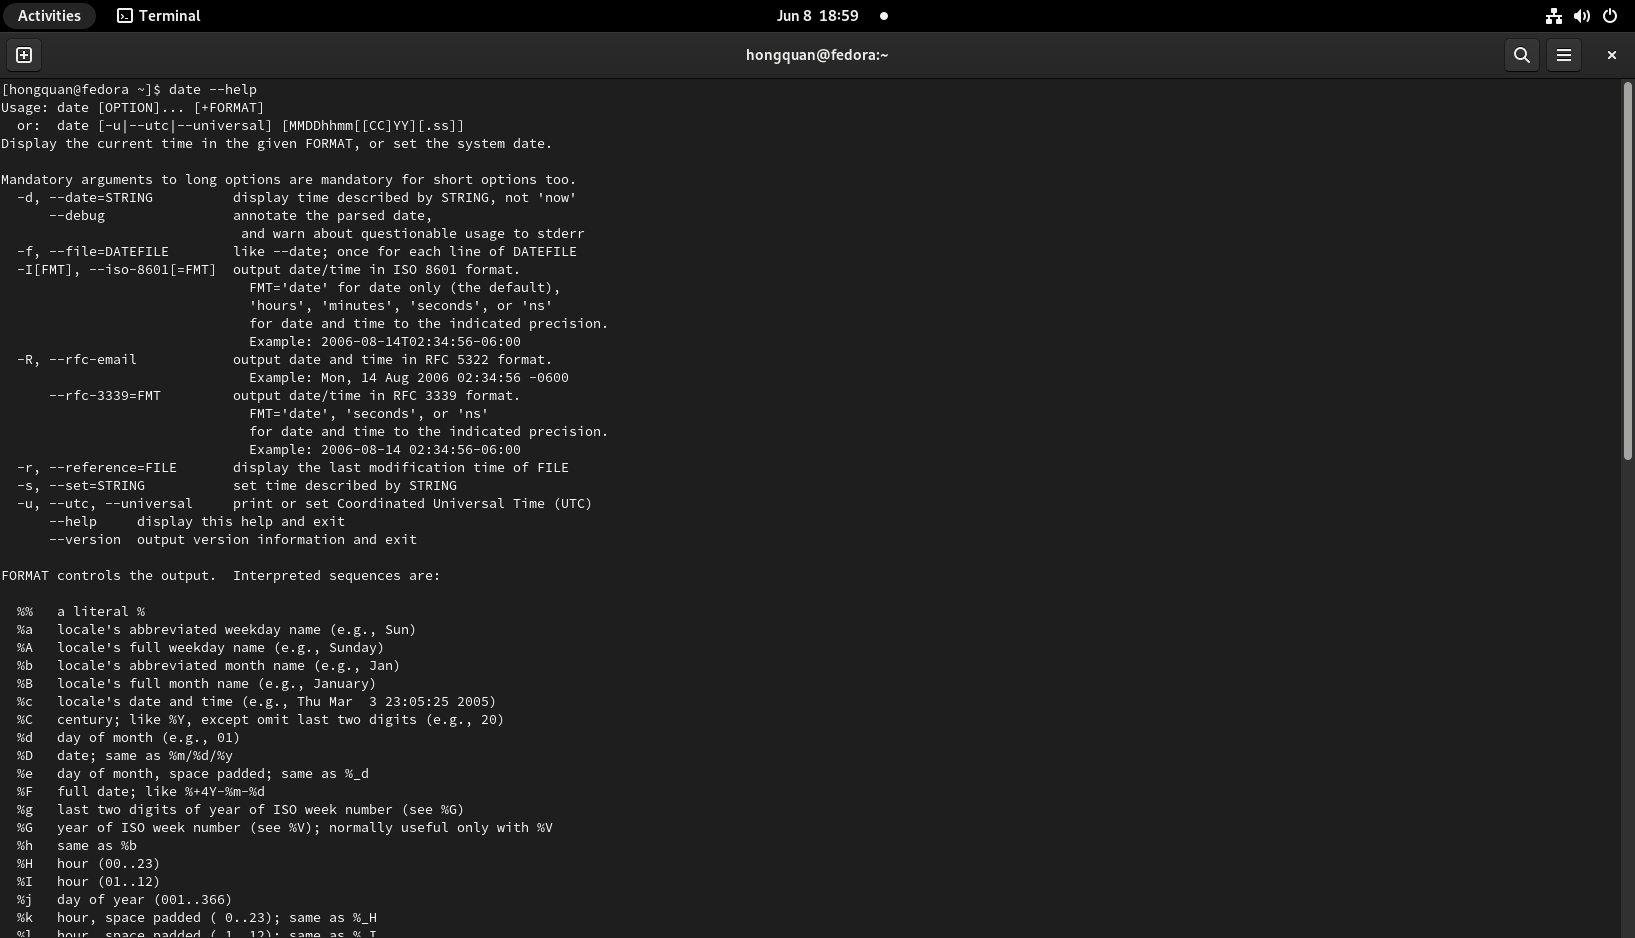 Activities Terminal Jun 8 18:59
hongquan@fedora:~
[hongquan@fedora ~]$ date --help
Usage: date [OPTION]... [+FORMAT]
  or:  date [-u|--utc|--universal] [MMDDhhmm[[CC]YY][.ss]]
Display the current time in the given FORMAT, or set the system date.

Mandatory arguments to long options are mandatory for short options too.
  -d, --date=STRING          display time described by STRING, not 'now'
      --debug                annotate the parsed date,
                              and warn about questionable usage to stderr
  -f, --file=DATEFILE        like --date; once for each line of DATEFILE
  -I[FMT], --iso-8601[=FMT]  output date/time in ISO 8601 format.
                               FMT='date' for date only (the default),
                               'hours', 'minutes', 'seconds', or 'ns'
                               for date and time to the indicated precision.
                               Example: 2006-08-14T02:34:56-06:00
  -R, --rfc-email            output date and time in RFC 5322 format.
                               Example: Mon, 14 Aug 2006 02:34:56 -0600
      --rfc-3339=FMT         output date/time in RFC 3339 format.
                               FMT='date', 'seconds', or 'ns'
                               for date and time to the indicated precision.
                               Example: 2006-08-14 02:34:56-06:00
  -r, --reference=FILE       display the last modification time of FILE
  -s, --set=STRING           set time described by STRING
  -u, --utc, --universal     print or set Coordinated Universal Time (UTC)
      --help     display this help and exit
      --version  output version information and exit

FORMAT controls the output.  Interpreted sequences are:

  %%   a literal %
  %a   locale's abbreviated weekday name (e.g., Sun)
  %A   locale's full weekday name (e.g., Sunday)
  %b   locale's abbreviated month name (e.g., Jan)
  %B   locale's full month name (e.g., January)
  %c   locale's date and time (e.g., Thu Mar  3 23:05:25 2005)
  %C   century; like %Y, except omit last two digits (e.g., 20)
  %d   day of month (e.g., 01)
  %D   date; same as %m/%d/%y
  %e   day of month, space padded; same as %_d
  %F   full date; like %+4Y-%m-%d
  %g   last two digits of year of ISO week number (see %G)
  %G   year of ISO week number (see %V); normally useful only with %V
  %h   same as %b
  %H   hour (00..23)
  %I   hour (01..12)
  %j   day of year (001..366)
  %k   hour, space padded ( 0..23); same as %_H
  %l   hour, space padded ( 1..12); same as %_I